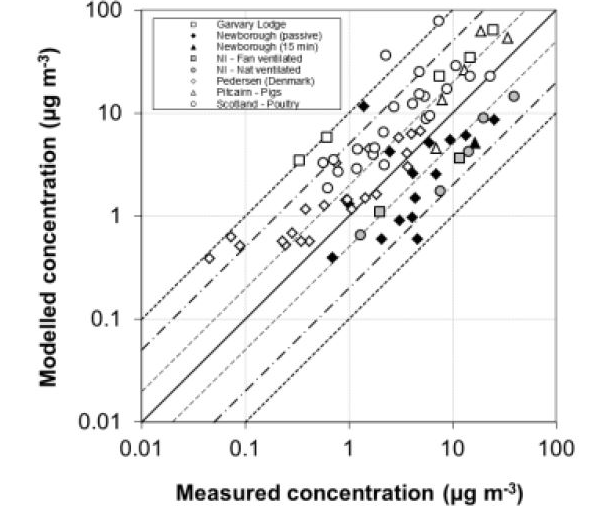 100
10
1
0.1
0.01
Modelled concentration (µg m-3)
Garvary Lodge
Newborough (passive)
Newborough (15 min)
NI - Fan ventilated
NI - Nat ventilated
Pedersen (Denmark)
Pitcairn - Pigs
Scotland - Poultry
0.01 0.1 1 10 100
Measured concentration (µg m-3)